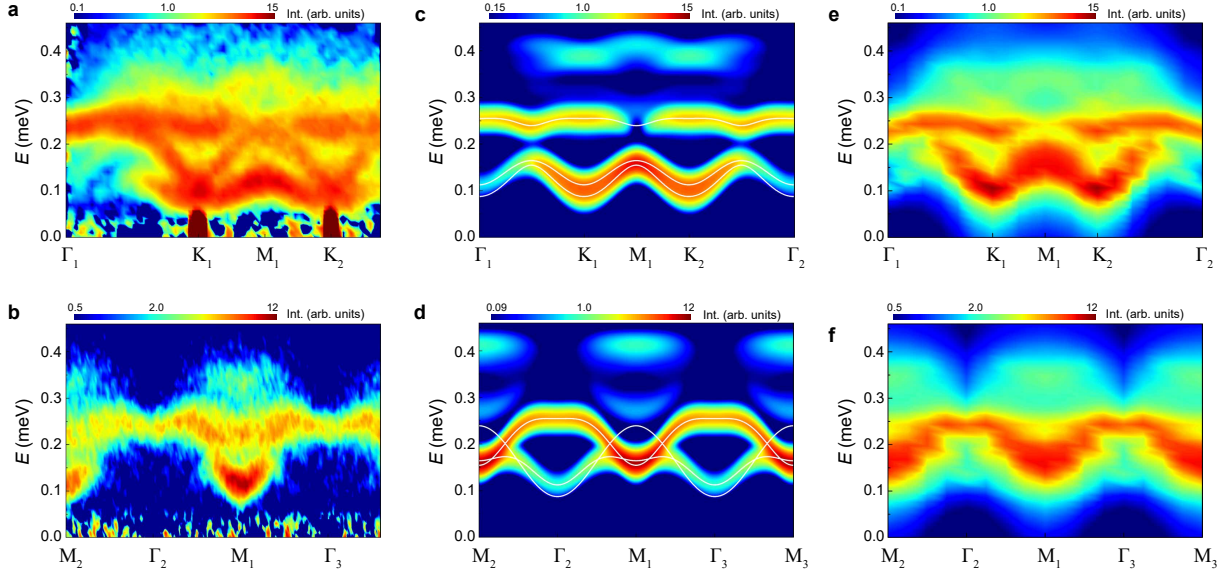 a
0.1 1.0 15 Int. (arb. units)
E (meV)
0.4
0.3
0.2
0.1
0.0
Γ1 K1 M1 K2
c
0.15 1.0 15 Int. (arb. units)
E (meV)
0.4
0.3
0.2
0.1
0.0
Γ1 K1 M1 K2 Γ2
e
0.1 1.0 15 Int. (arb. units)
E (meV)
0.4
0.3
0.2
0.1
0.0
Γ1 K1 M1 K2 Γ2
b
0.5 2.0 12 Int. (arb. units)
E (meV)
0.4
0.3
0.2
0.1
0.0
M2 Γ2 M1 Γ3
d
0.09 1.0 12 Int. (arb. units)
E (meV)
0.4
0.3
0.2
0.1
0.0
M2 Γ2 M1 Γ3 M3
f
0.5 2.0 12 Int. (arb. units)
E (meV)
0.4
0.3
0.2
0.1
0.0
M2 Γ2 M1 Γ3 M3